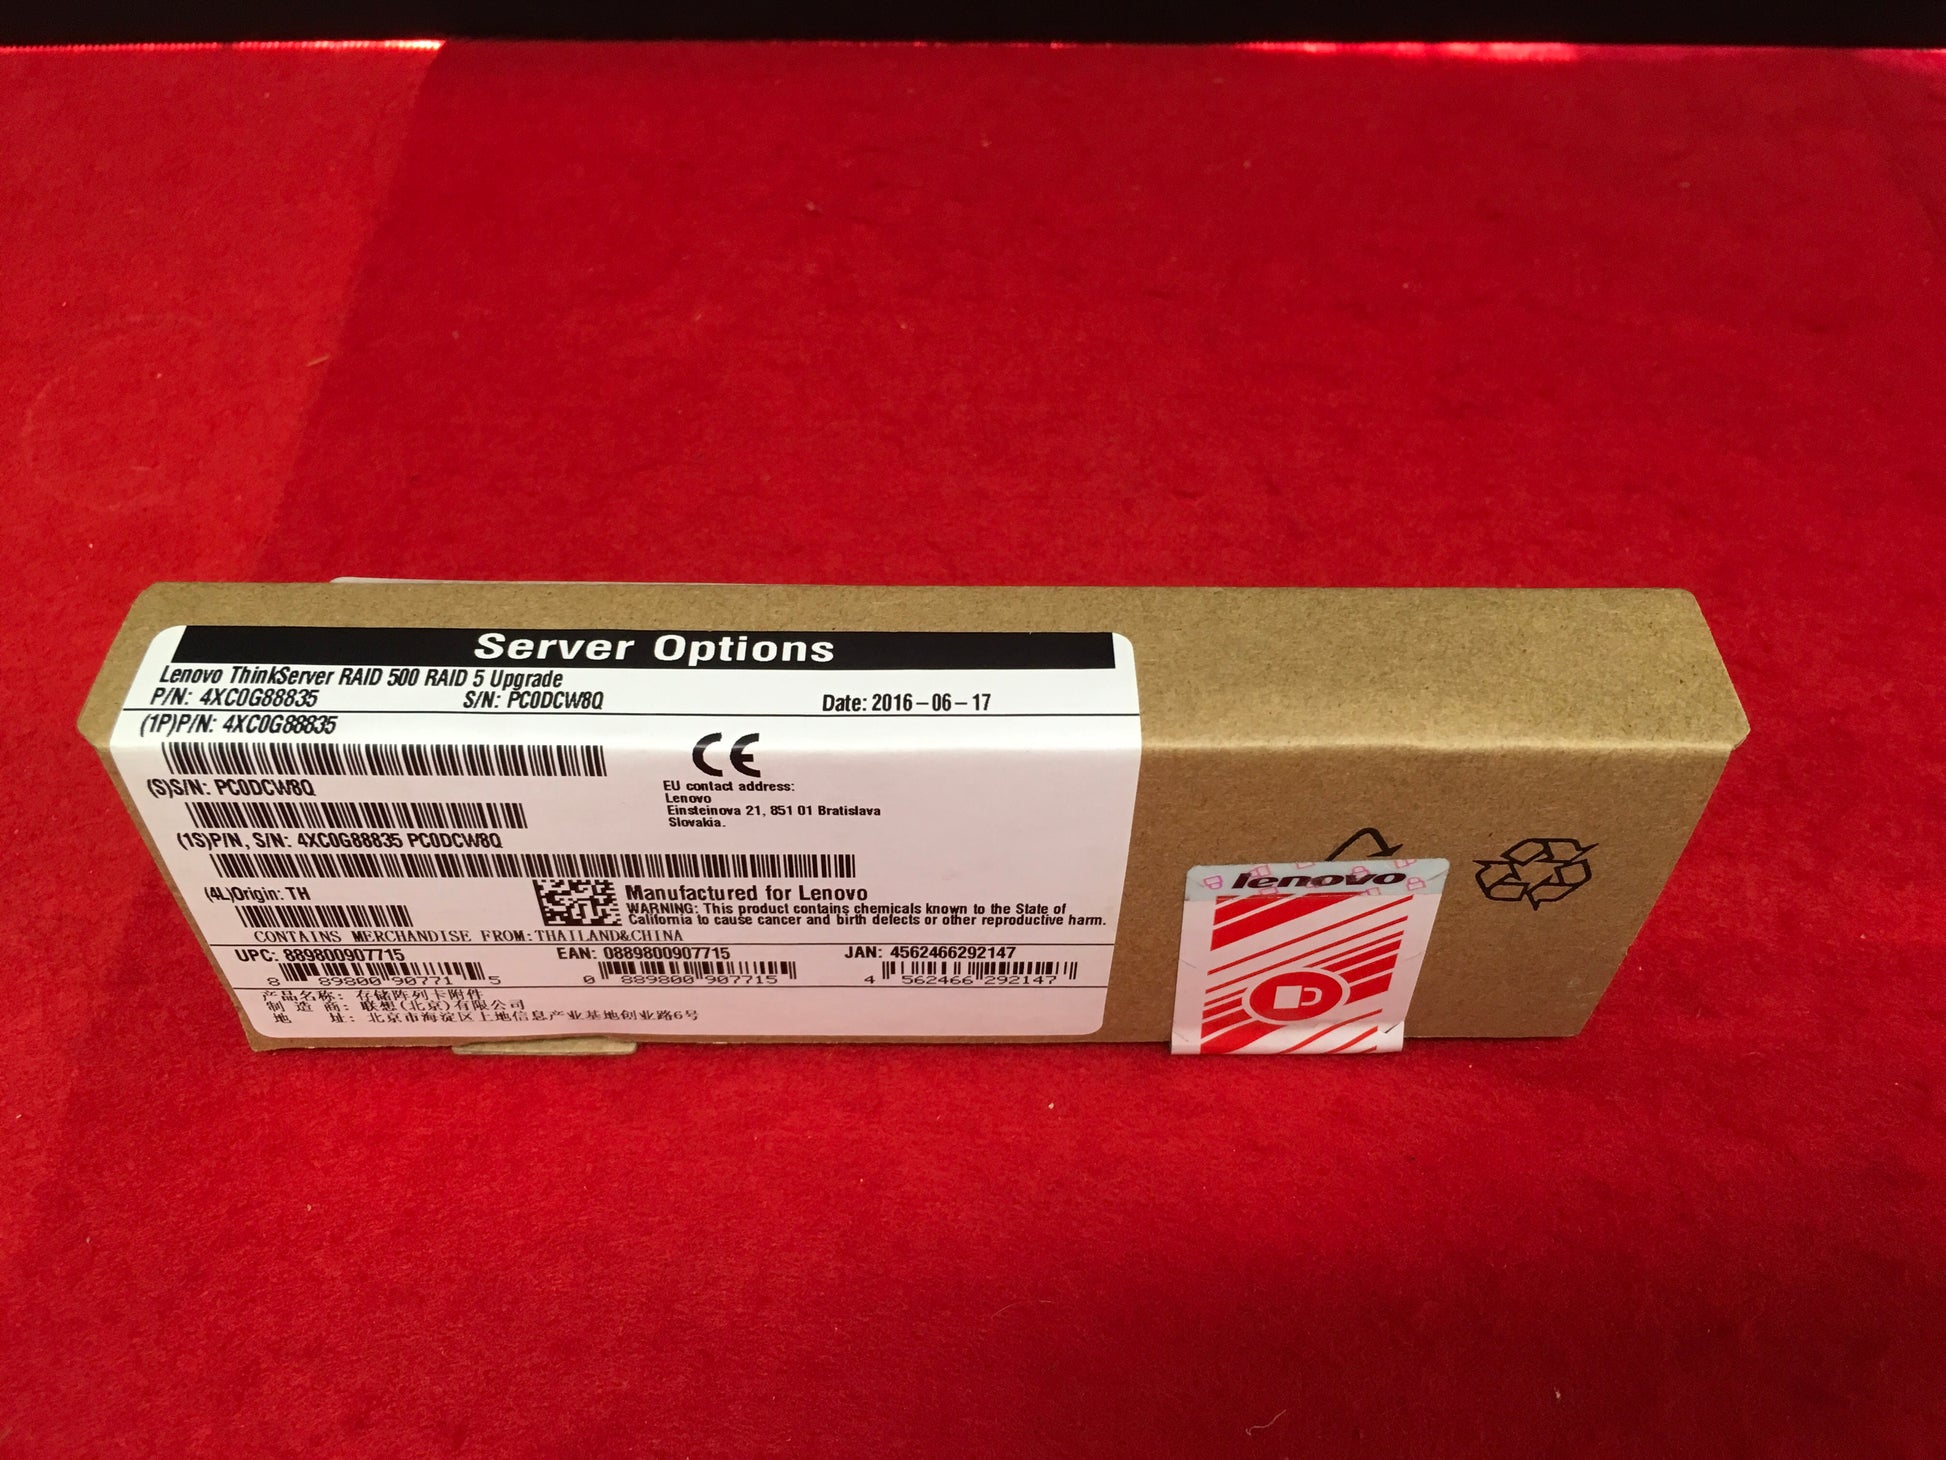 Server Options
Lenovo ThinkServer RAID 500 RAID 5 Upgrade
P/N: 4XC0G88835 S/N: PC0DCW8Q Date: 2016-06-17
(1P)P/N: 4XC0G88835
(S)S/N: PC0DCW8Q
CE
EU contact address:
Lenovo
Einsteinova 21, 851 01 Bratislava
Slovakia.
(1S)P/N, S/N: 4XC0G88835 PC0DCW8Q
(4L)Origin: TH
Manufactured for Lenovo
WARNING: This product contains chemicals known to the State of
California to cause cancer and birth defects or other reproductive harm.
CONTAINS MERCHANDISE FROM:THAILAND&CHINA
UPC: 889800907715 EAN: 0889800907715 JAN: 4562466292147
8 89800 90771 5 0 889800 907715 4 562466 292147
产品名称: 存储阵列卡附件
制 造 商: 联想(北京)有限公司
地 址: 北京市海淀区上地信息产业基地创业路6号
lenovo